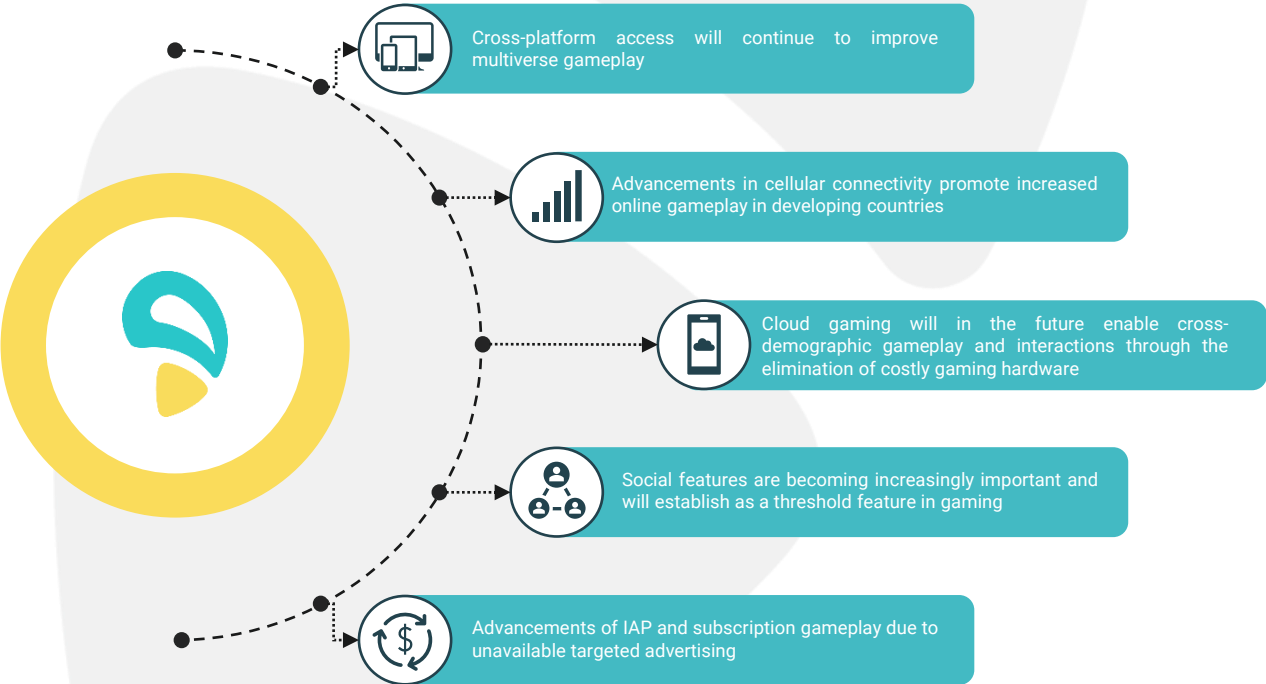 Cross-platform access will continue to improve
multiverse gameplay
Advancements in cellular connectivity promote increased
online gameplay in developing countries
Cloud gaming will in the future enable cross-
demographic gameplay and interactions through the
elimination of costly gaming hardware
Social features are becoming increasingly important and
will establish as a threshold feature in gaming
$
Advancements of IAP and subscription gameplay due to
unavailable targeted advertising